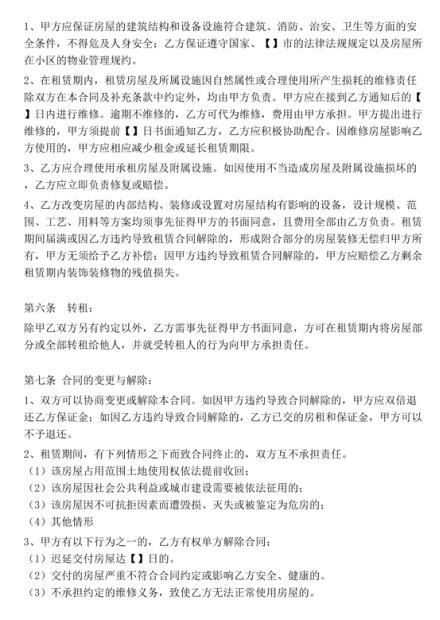 1、甲方应保证房屋的建筑结构和设备设施符合建筑、消防、治安、卫生等方面的安
全条件，不得危及人身安全；乙方保证遵守国家、【】市的法律法规规定以及房屋所
在小区的物业管理规约。
2、在租赁期内，租赁房屋及所属设施因自然属性或合理使用所产生损耗的维修责任
除双方在本合同及补充条款中约定外，均由甲方负责。甲方应在接到乙方通知后的【
】日内进行维修。逾期不维修的，乙方可代为维修，费用由甲方承担。甲方提出进行
维修的，甲方须提前【】日书面通知乙方，乙方应积极协助配合。因维修房屋影响乙
方使用的，甲方应相应减少租金或延长租赁期限。
3、乙方应合理使用承租房屋及附属设施。如因使用不当造成房屋及附属设施损坏的
，乙方应立即负责修复或赔偿。
4、乙方改变房屋的内部结构、装修或设置对房屋结构有影响的设备，设计规模、范
围、工艺、用料等方案均须事先征得甲方的书面同意，且费用全部由乙方负责。租赁
期间届满或因乙方违约导致租赁合同解除的，形成附合部分的房屋装修无偿归甲方所
有，甲方无须给予乙方补偿；因甲方违约导致租赁合同解除的，甲方应赔偿乙方剩余
租赁期内装饰装修物的残值损失。
第六条 转租：
除甲乙双方另有约定以外，乙方需事先征得甲方书面同意，方可在租赁期内将房屋部
分或全部转租给他人，并就受转租人的行为向甲方承担责任。
第七条 合同的变更与解除：
1、双方可以协商变更或解除本合同。如因甲方违约导致合同解除的，甲方应双倍退
还乙方保证金；如因乙方违约导致合同解除的，乙方已交的房租和保证金，甲方可以
不予退还。
2、租赁期间，有下列情形之下而致合同终止的，双方互不承担责任。
（1）该房屋占用范围土地使用权依法提前收回；
（2）该房屋因社会公共利益或城市建设需要被依法征用的；
（3）该房屋因不可抗拒因素而遭毁损、灭失或被鉴定为危房的；
（4）其他情形
3、甲方有以下行为之一的，乙方有权单方解除合同：
（1）迟延交付房屋达【】日的。
（2）交付的房屋严重不符合合同约定或影响乙方安全、健康的。
（3）不承担约定的维修义务，致使乙方无法正常使用房屋的。